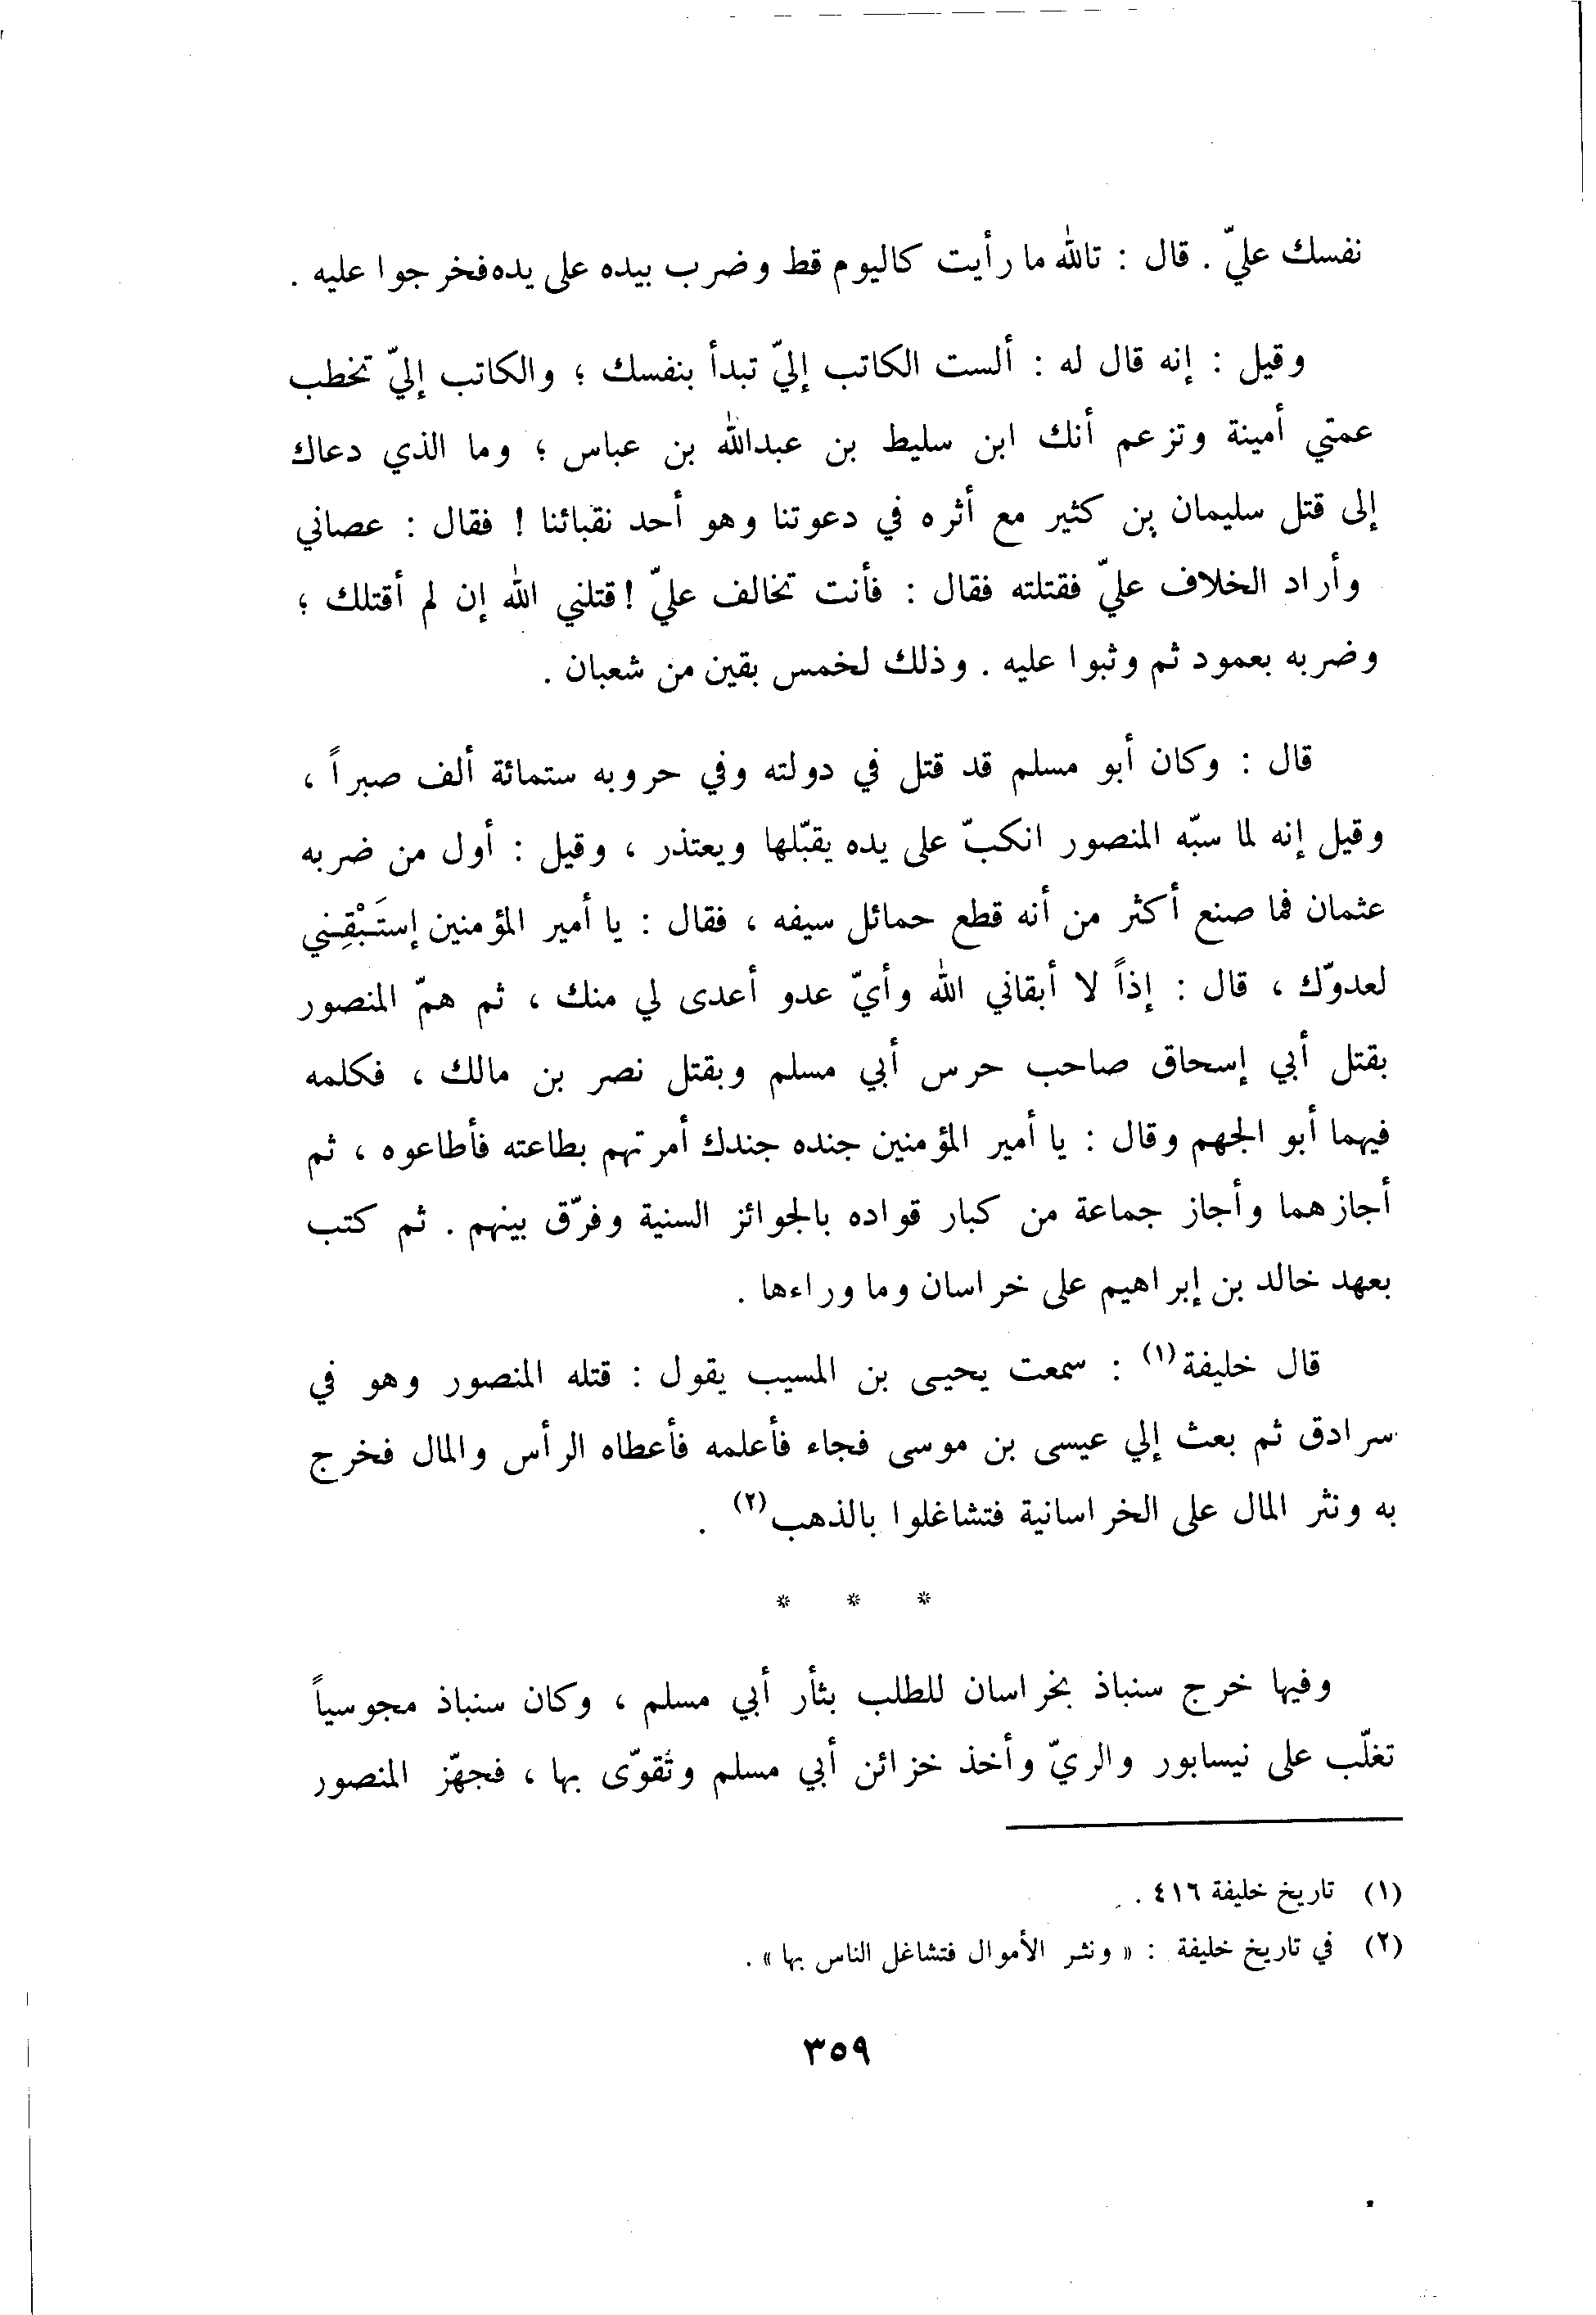 نفسك عليّ . قال : تالله ما رأيت كاليوم قط وضرب بيده على يده فخرجوا عليه .
وقيل : إنه قال له : ألست الكاتب إليّ تبدأ بنفسك ؛ والكاتب إليّ تخطب
عمتي أمينة وتزعم أنك ابن سليط بن عبدالله بن عباس ؛ وما الذي دعاك
إلى قتل سليمان بن كثير مع أثره في دعوتنا وهو أحد نقبائنا ! فقال : عصاني
وأراد الخلاف عليّ فقتلته فقال : فأنت تخالف عليّ ! قتلني الله إن لم أقتلك ؛
وضربه بعمود ثم وثبوا عليه . وذلك لخمس بقين من شعبان .
قال : وكان أبو مسلم قد قتل في دولته وفي حروبه ستمائة ألف صبراً ،
وقيل إنه لما سبّه المنصور انكبّ على يده يقبّلها ويعتذر ، وقيل : أول من ضربه
عثمان فما صنع أكثر من أنه قطع حمائل سيفه ، فقال : يا أمير المؤمنين إستَبْقِني
لعدوّك ، قال : إذاً لا أبقاني الله وأيّ عدو أعدى لي منك ، ثم همّ المنصور
بقتل أبي إسحاق صاحب حرس أبي مسلم وبقتل نصر بن مالك ، فكلمه
فيهما أبو الجهم وقال : يا أمير المؤمنين جنده جندك أمرتهم بطاعته فأطاعوه ، ثم
أجازهما وأجاز جماعة من كبار قواده بالجوائز السنية وفرّق بينهم . ثم كتب
بعهد خالد بن إبراهيم على خراسان وما وراءها .
قال خليفة(١) : سمعت يحيى بن المسيب يقول : قتله المنصور وهو في
سرادق ثم بعث إلي عيسى بن موسى فجاء فأعلمه فأعطاه الرأس والمال فخرج
به ونثر المال على الخراسانية فتشاغلوا بالذهب(٢) .
* * *
وفيها خرج سنباذ بخراسان للطلب بثأر أبي مسلم ، وكان سنباذ مجوسياً
تغلّب على نيسابور والريّ وأخذ خزائن أبي مسلم وتقوّى بها ، فجهّز المنصور
(١) تاريخ خليفة ٤١٦ .
(٢) في تاريخ خليفة : « ونثر الأموال فتشاغل الناس بها » .
٣٥٩